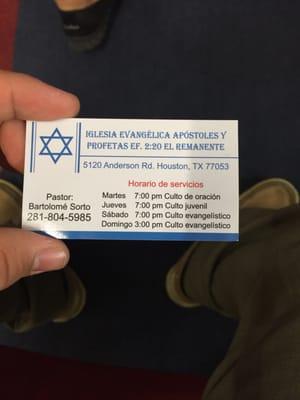 IGLESIA EVANGÉLICA APÓSTOLES Y
PROFETAS EF. 2:20 EL REMANENTE
5120 Anderson Rd. Houston, TX 77053
Horario de servicios
Pastor:
Bartolomé Sorto
281-804-5985
Martes 7:00 pm Culto de oración
Jueves 7:00 pm Culto juvenil
Sábado 7:00 pm Culto evangelístico
Domingo 3:00 pm Culto evangelístico